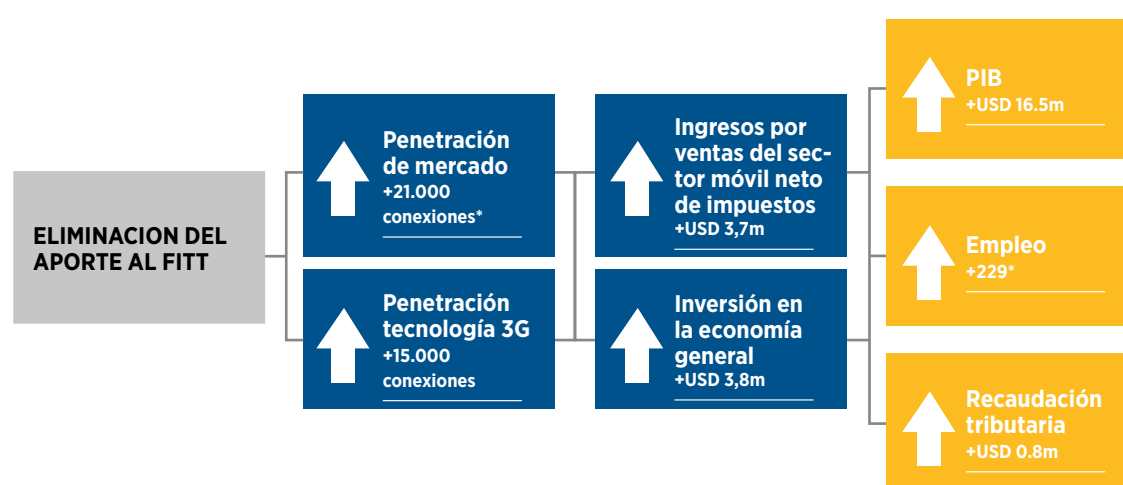 ELIMINACION DEL
APORTE AL FITT
Penetración
de mercado
+21.000
conexiones*
Penetración
tecnología 3G
+15.000
conexiones
Ingresos por
ventas del sec-
tor móvil neto
de impuestos
+USD 3,7m
Inversión en
la economía
general
+USD 3,8m
PIB
+USD 16.5m
Empleo
+229*
Recaudación
tributaria
+USD 0.8m